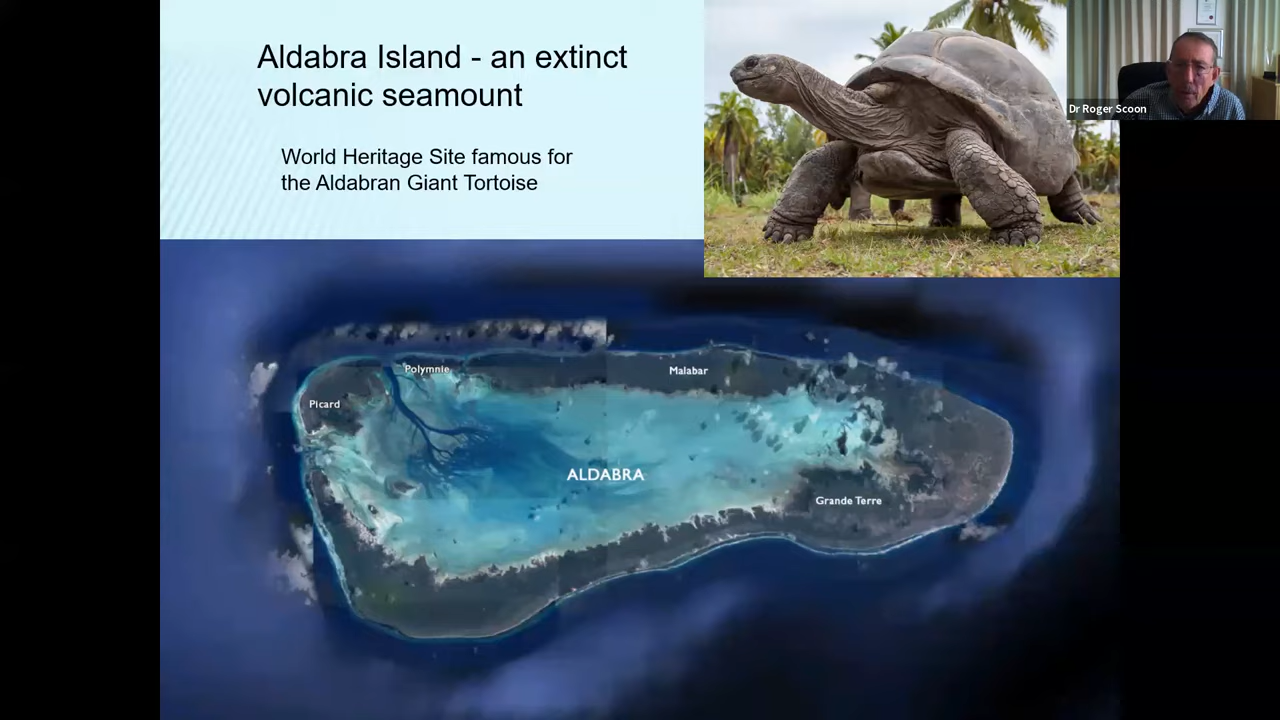 Aldabra Island - an extinct
volcanic seamount
World Heritage Site famous for
the Aldabran Giant Tortoise
Dr Roger Scoon
Polymnie
Malabar
Picard
ALDABRA
Grande Terre